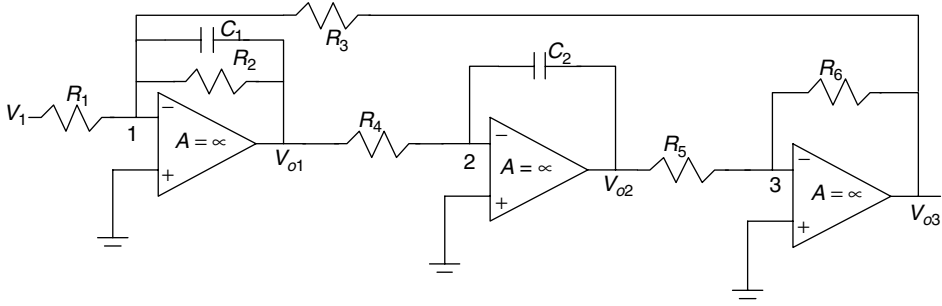 R3
C1
R2
C2
R6
V1
R1
−
1
A = ∝
+
Vo1
R4
−
2
A = ∝
+
Vo2
R5
−
3
A = ∝
+
Vo3